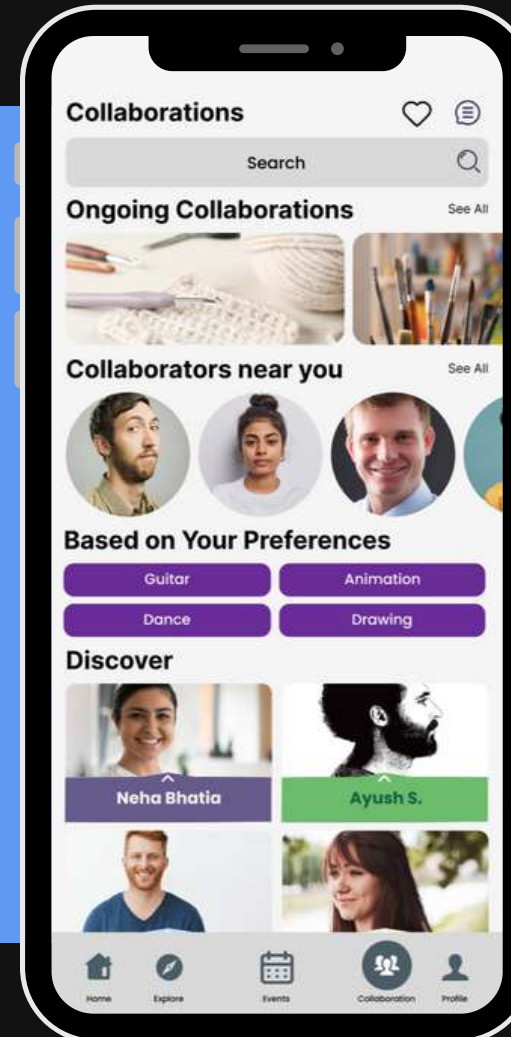 Collaborations
Search
Ongoing Collaborations See All
Collaborators near you See All
Based on Your Preferences
Guitar Animation
Dance Drawing
Discover
Neha Bhatia Ayush S.
Home Explore Events Collaboration Profile